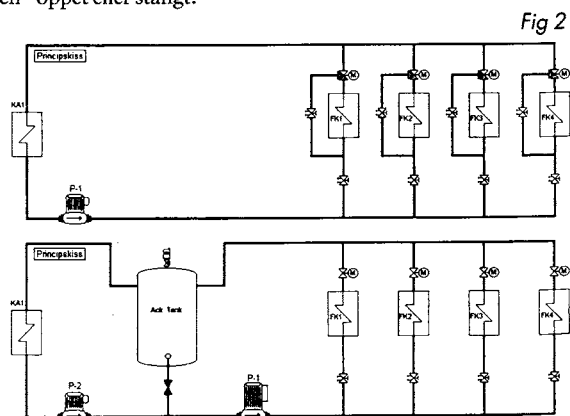 öppet eller stängt.
Fig 2
Principskiss
KA1
P-1
M
M
M
M
FK1
FK2
FK3
FK4
Principskiss
KA1
Ack Tank
P-2
P-1
M
M
M
M
FK1
FK2
FK3
FK4